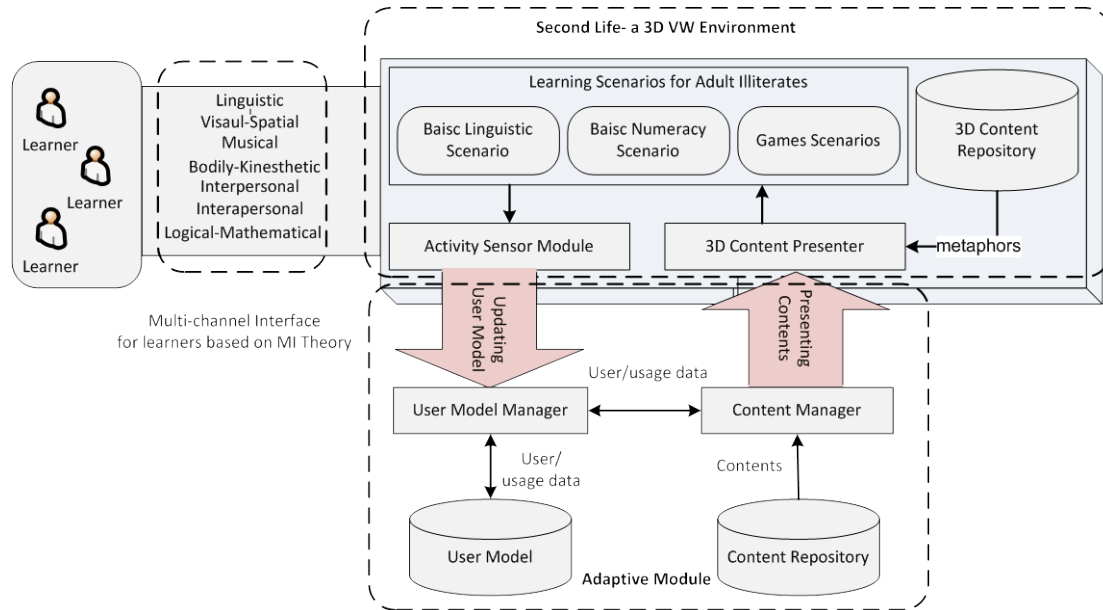 Second Life- a 3D VW Environment
Learning Scenarios for Adult Illiterates
Baisc Linguistic
Scenario
Baisc Numeracy
Scenario
Games Scenarios
3D Content
Repository
Learner
Learner
Learner
Linguistic
Visaul-Spatial
Musical
Bodily-Kinesthetic
Interpersonal
Interapersonal
Logical-Mathematical
Activity Sensor Module
3D Content Presenter
metaphors
Multi-channel Interface
for learners based on MI Theory
Updating
User Model
Presenting
Contents
User/usage data
User Model Manager
Content Manager
User/
usage data
Contents
User Model
Content Repository
Adaptive Module